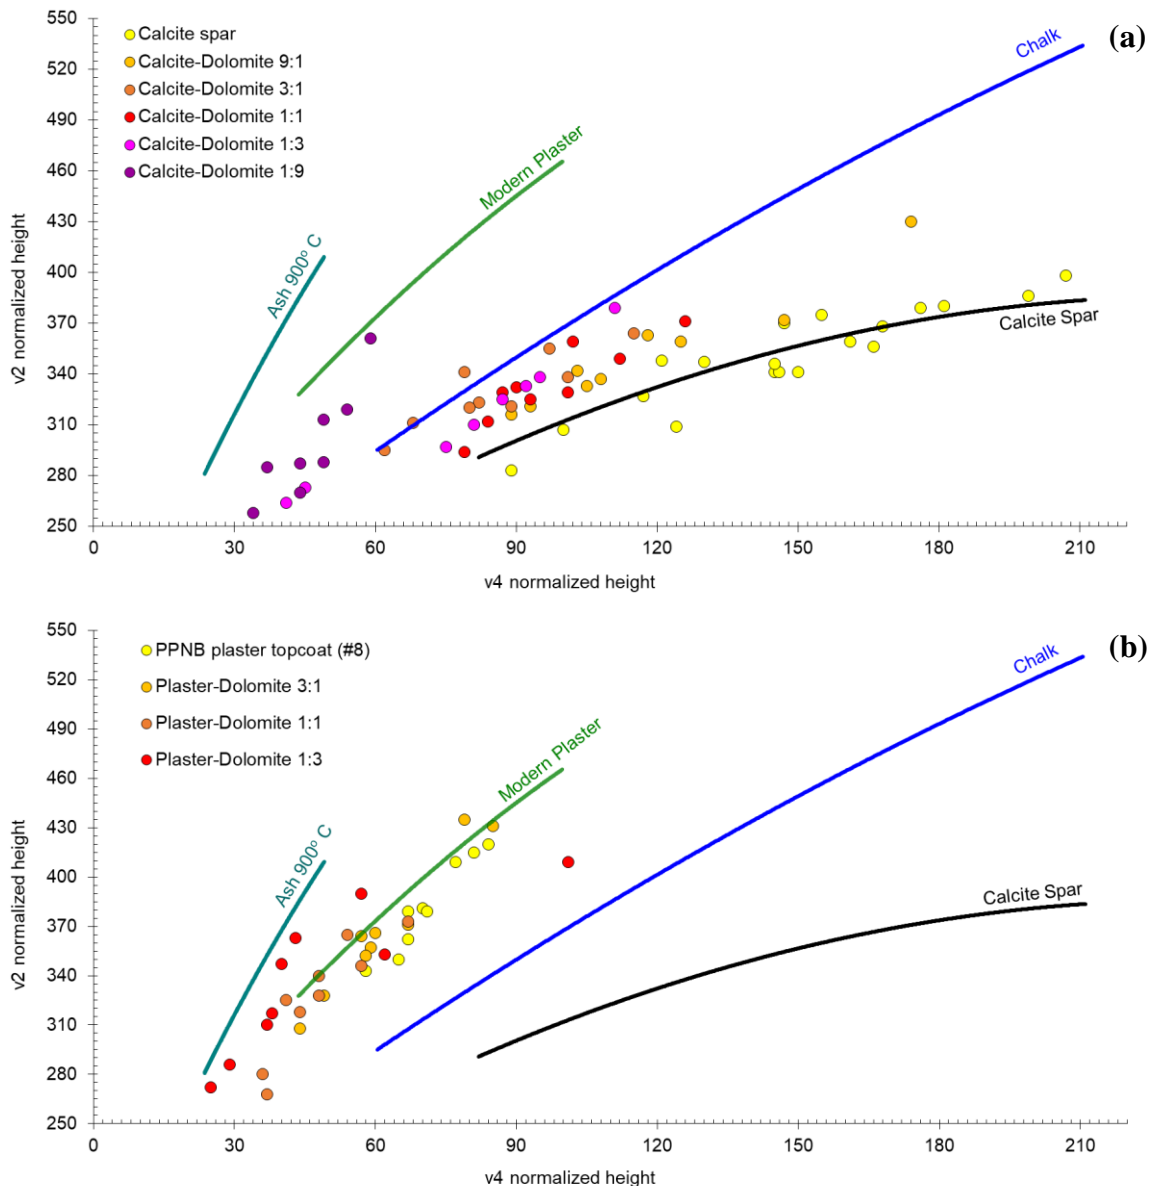 (a)
550
520
490
460
430
400
370
340
310
280
250
v2 normalized height
Calcite spar
Calcite-Dolomite 9:1
Calcite-Dolomite 3:1
Calcite-Dolomite 1:1
Calcite-Dolomite 1:3
Calcite-Dolomite 1:9
Chalk
Modern Plaster
Ash 900° C
Calcite Spar
0 30 60 90 120 150 180 210
v4 normalized height
(b)
550
520
490
460
430
400
370
340
310
280
250
v2 normalized height
PPNB plaster topcoat (#8)
Plaster-Dolomite 3:1
Plaster-Dolomite 1:1
Plaster-Dolomite 1:3
Chalk
Modern Plaster
Ash 900° C
Calcite Spar
0 30 60 90 120 150 180 210
v4 normalized height